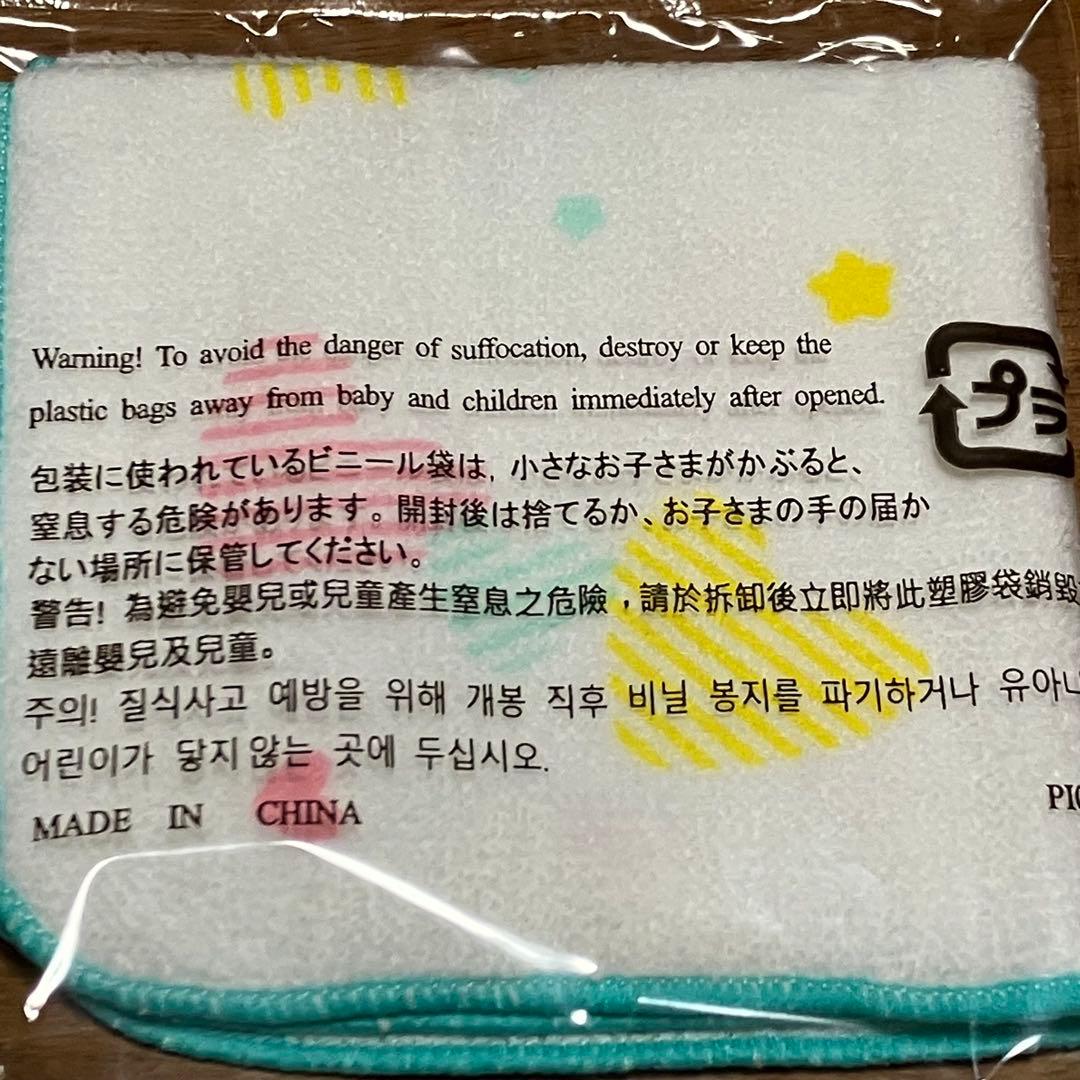 Warning! To avoid the danger of suffocation, destroy or keep the
plastic bags away from baby and children immediately after opened.
プラ
包装に使われているビニール袋は, 小さなお子さまがかぶると、
窒息する危険があります。開封後は捨てるか、お子さまの手の届か
ない場所に保管してください。
警告! 為避免嬰兒或兒童產生窒息之危險，請於拆卸後立即將此塑膠袋銷毀
遠離嬰兒及兒童。
주의! 질식사고 예방을 위해 개봉 직후 비닐 봉지를 파기하거나 유아나
어린이가 닿지 않는 곳에 두십시오.
MADE IN CHINA